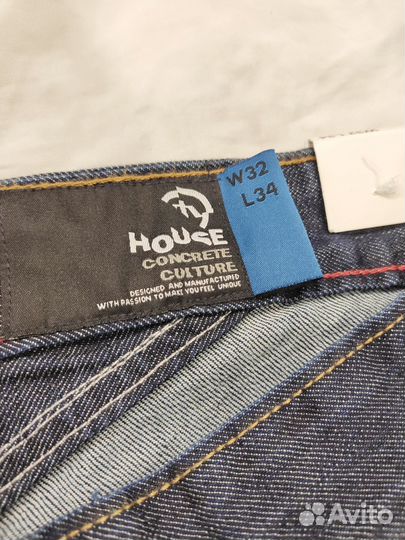 W32
L34
HOUSE
CONCRETE
CULTURE
DESIGNED AND MANUFACTURED
WITH PASSION TO MAKE YOU FEEL UNIQUE
Avito